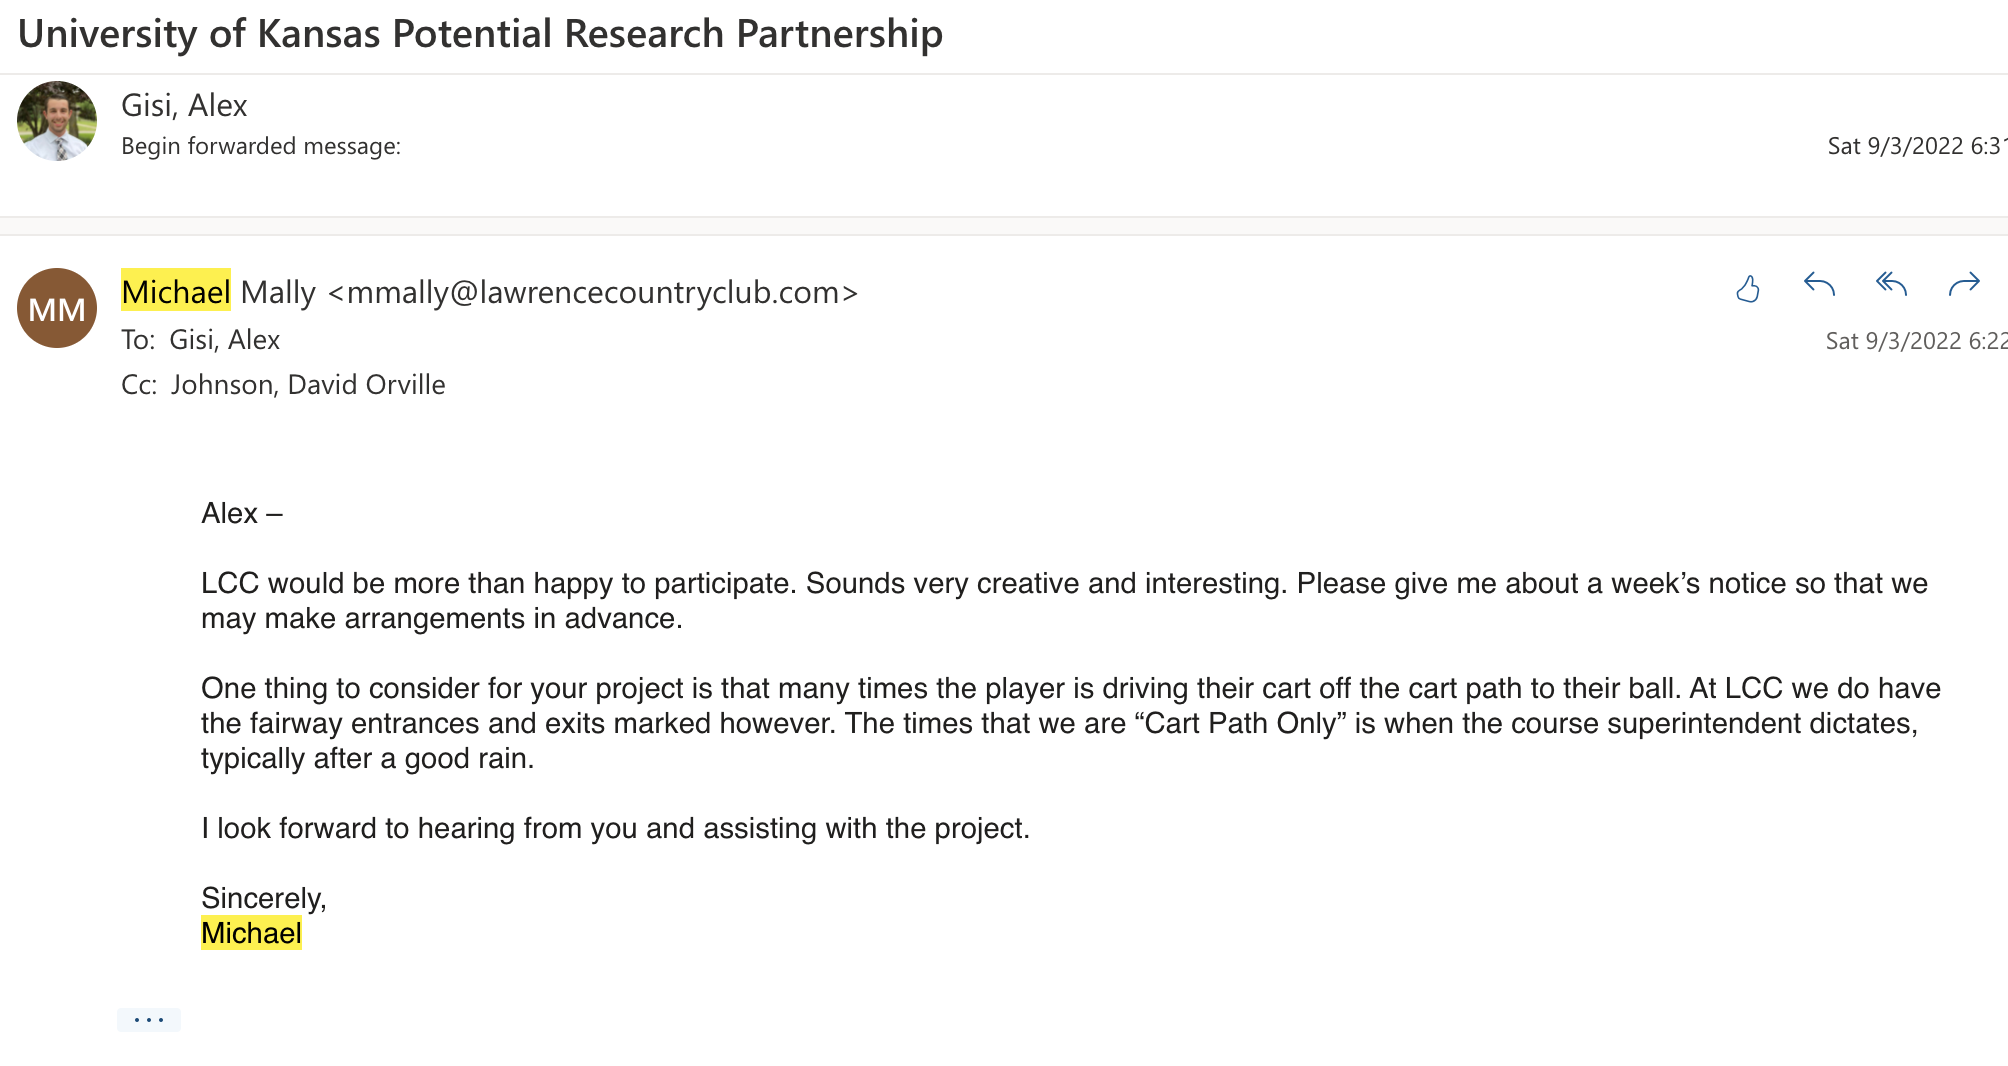 University of Kansas Potential Research Partnership
Gisi, Alex
Begin forwarded message:
Sat 9/3/2022 6:31
MM
Michael Mally <mmally@lawrencecountryclub.com>
To: Gisi, Alex
Sat 9/3/2022 6:22
Cc: Johnson, David Orville
Alex –
LCC would be more than happy to participate. Sounds very creative and interesting. Please give me about a week’s notice so that we
may make arrangements in advance.
One thing to consider for your project is that many times the player is driving their cart off the cart path to their ball. At LCC we do have
the fairway entrances and exits marked however. The times that we are “Cart Path Only” is when the course superintendent dictates,
typically after a good rain.
I look forward to hearing from you and assisting with the project.
Sincerely,
Michael
...